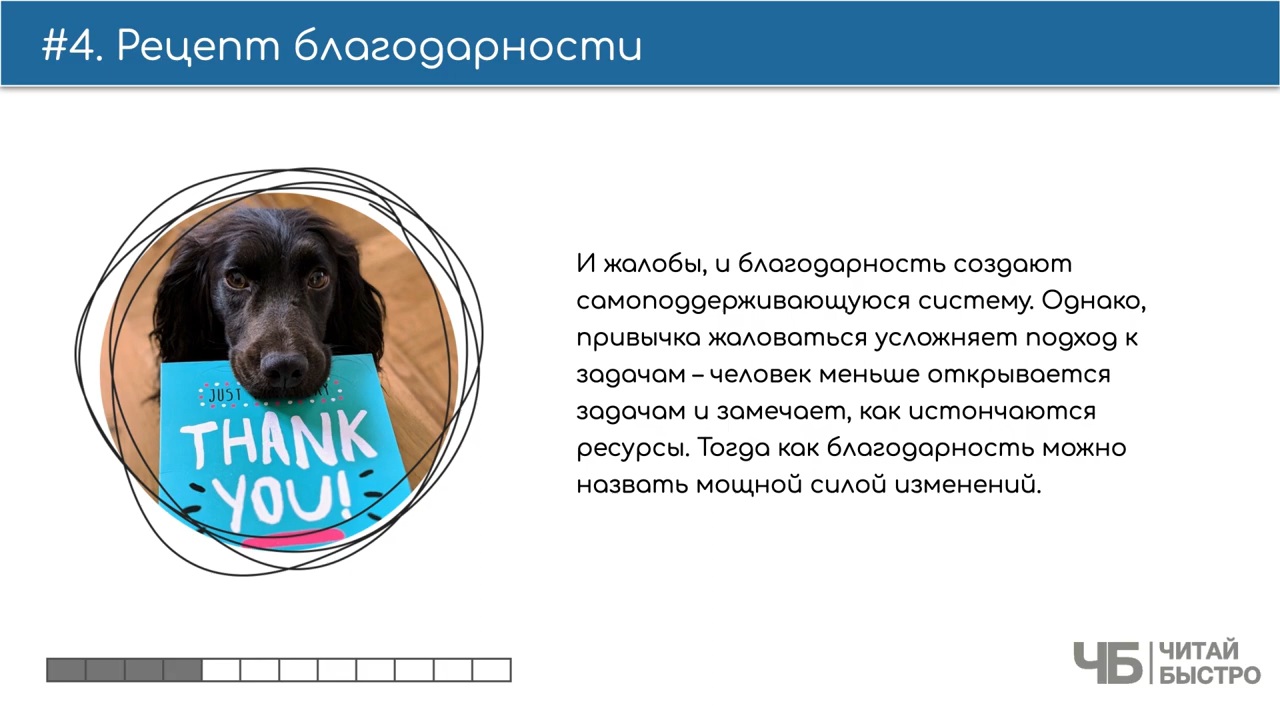 #4. Рецепт благодарности
JUST
THANK
YOU!
И жалобы, и благодарность создают
самоподдерживающуюся систему. Однако,
привычка жаловаться усложняет подход к
задачам – человек меньше открывается
задачам и замечает, как истончаются
ресурсы. Тогда как благодарность можно
назвать мощной силой изменений.
ЧБ
ЧИТАЙ
БЫСТРО